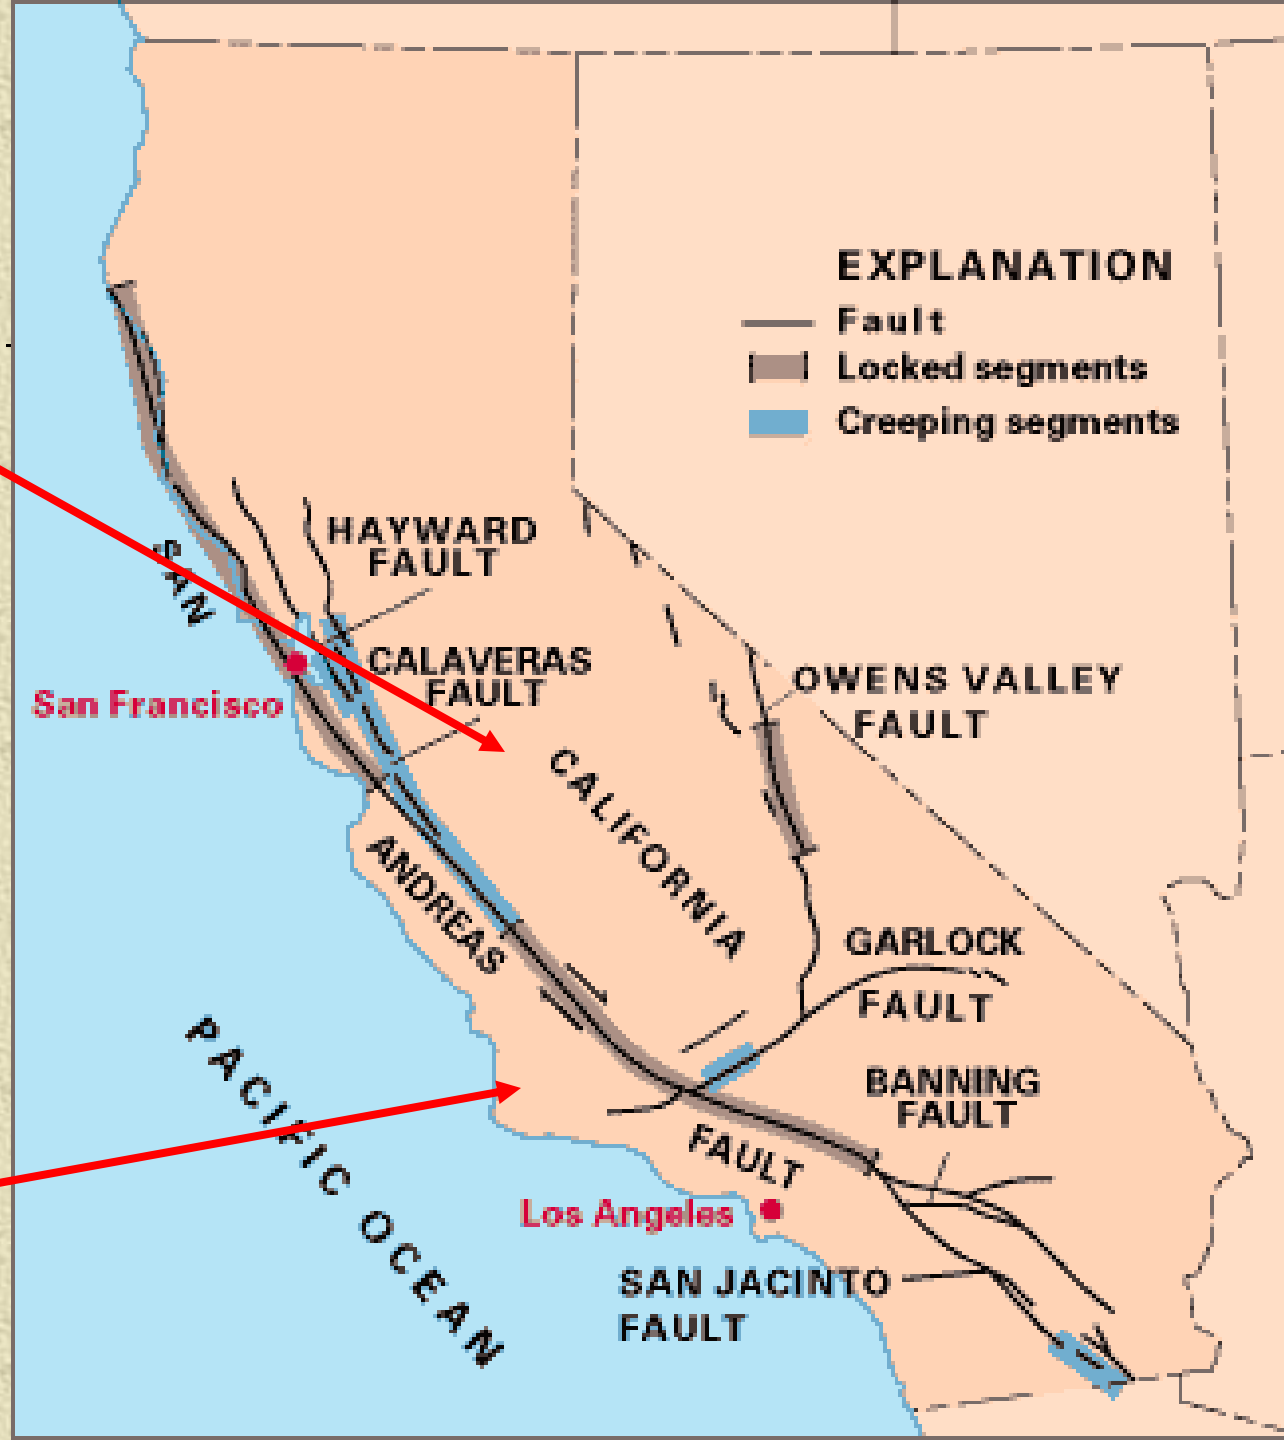 EXPLANATION
Fault
Locked segments
Creeping segments
HAYWARD
FAULT
SAN
CALAVERAS
FAULT
San Francisco
OWENS VALLEY
FAULT
CALIFORNIA
ANDREAS
GARLOCK
FAULT
PACIFIC OCEAN
BANNING
FAULT
FAULT
Los Angeles
SAN JACINTO
FAULT